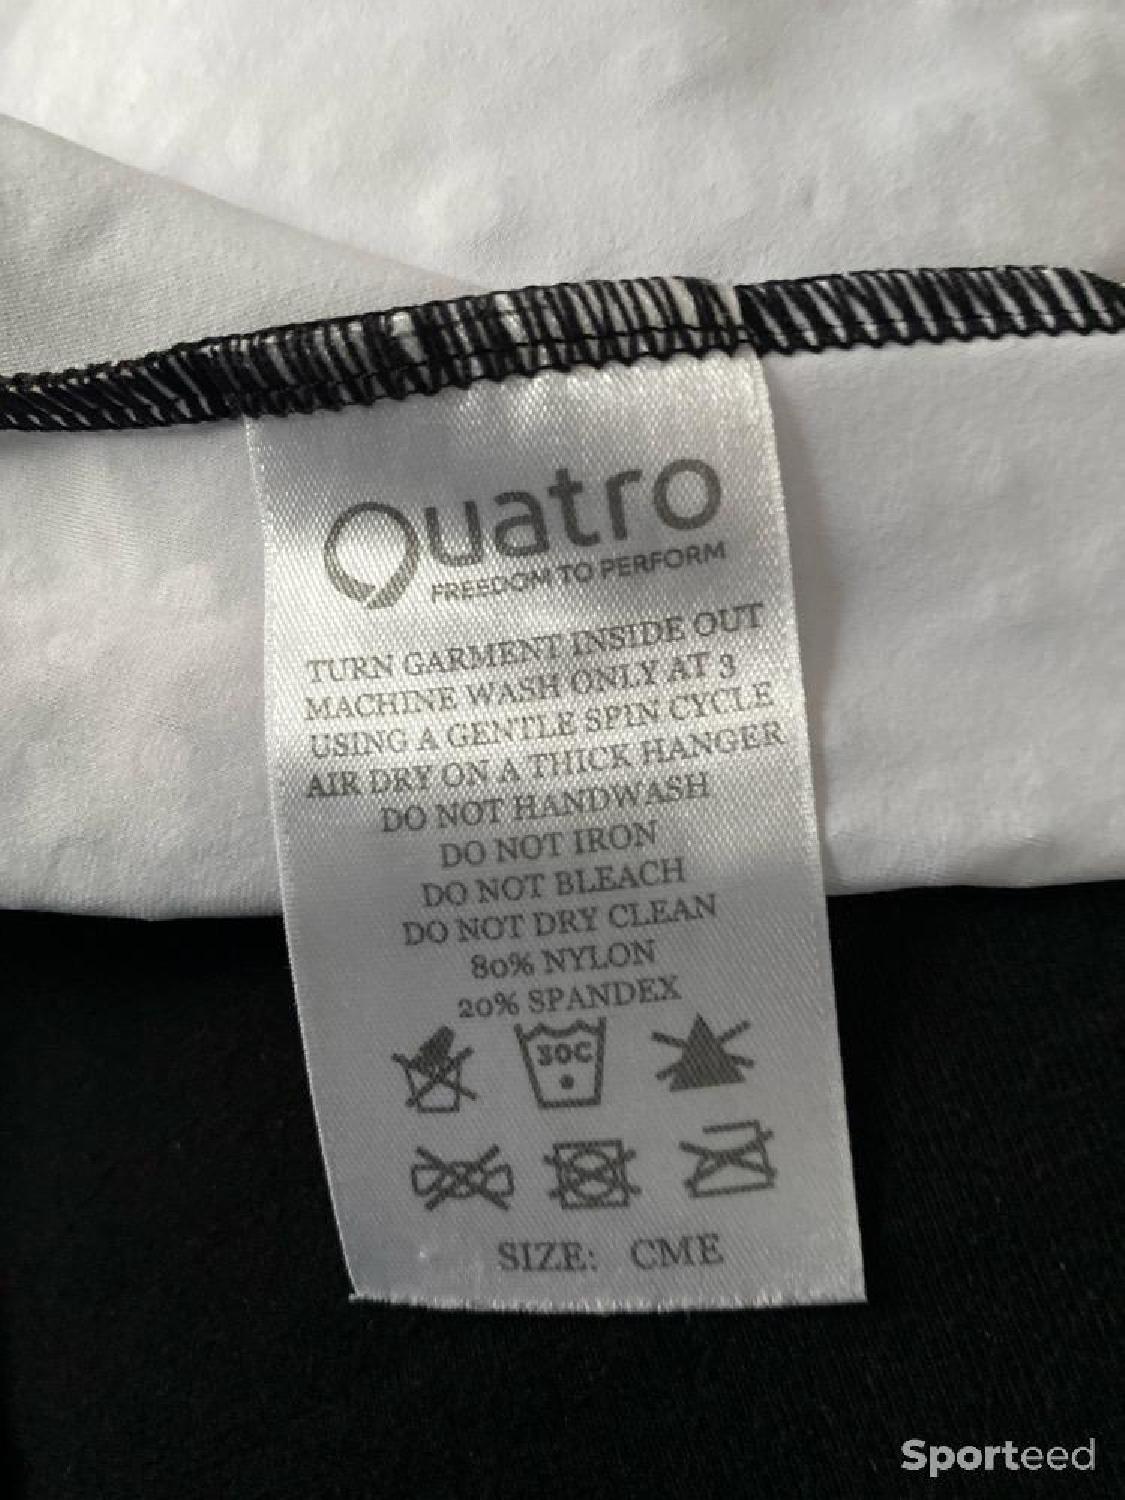 Quatro
FREEDOM TO PERFORM
TURN GARMENT INSIDE OUT
MACHINE WASH ONLY AT 3
USING A GENTLE SPIN CYCLE
AIR DRY ON A THICK HANGER
DO NOT HANDWASH
DO NOT IRON
DO NOT BLEACH
DO NOT DRY CLEAN
80% NYLON
20% SPANDEX
30C
SIZE: CME
Sporteed